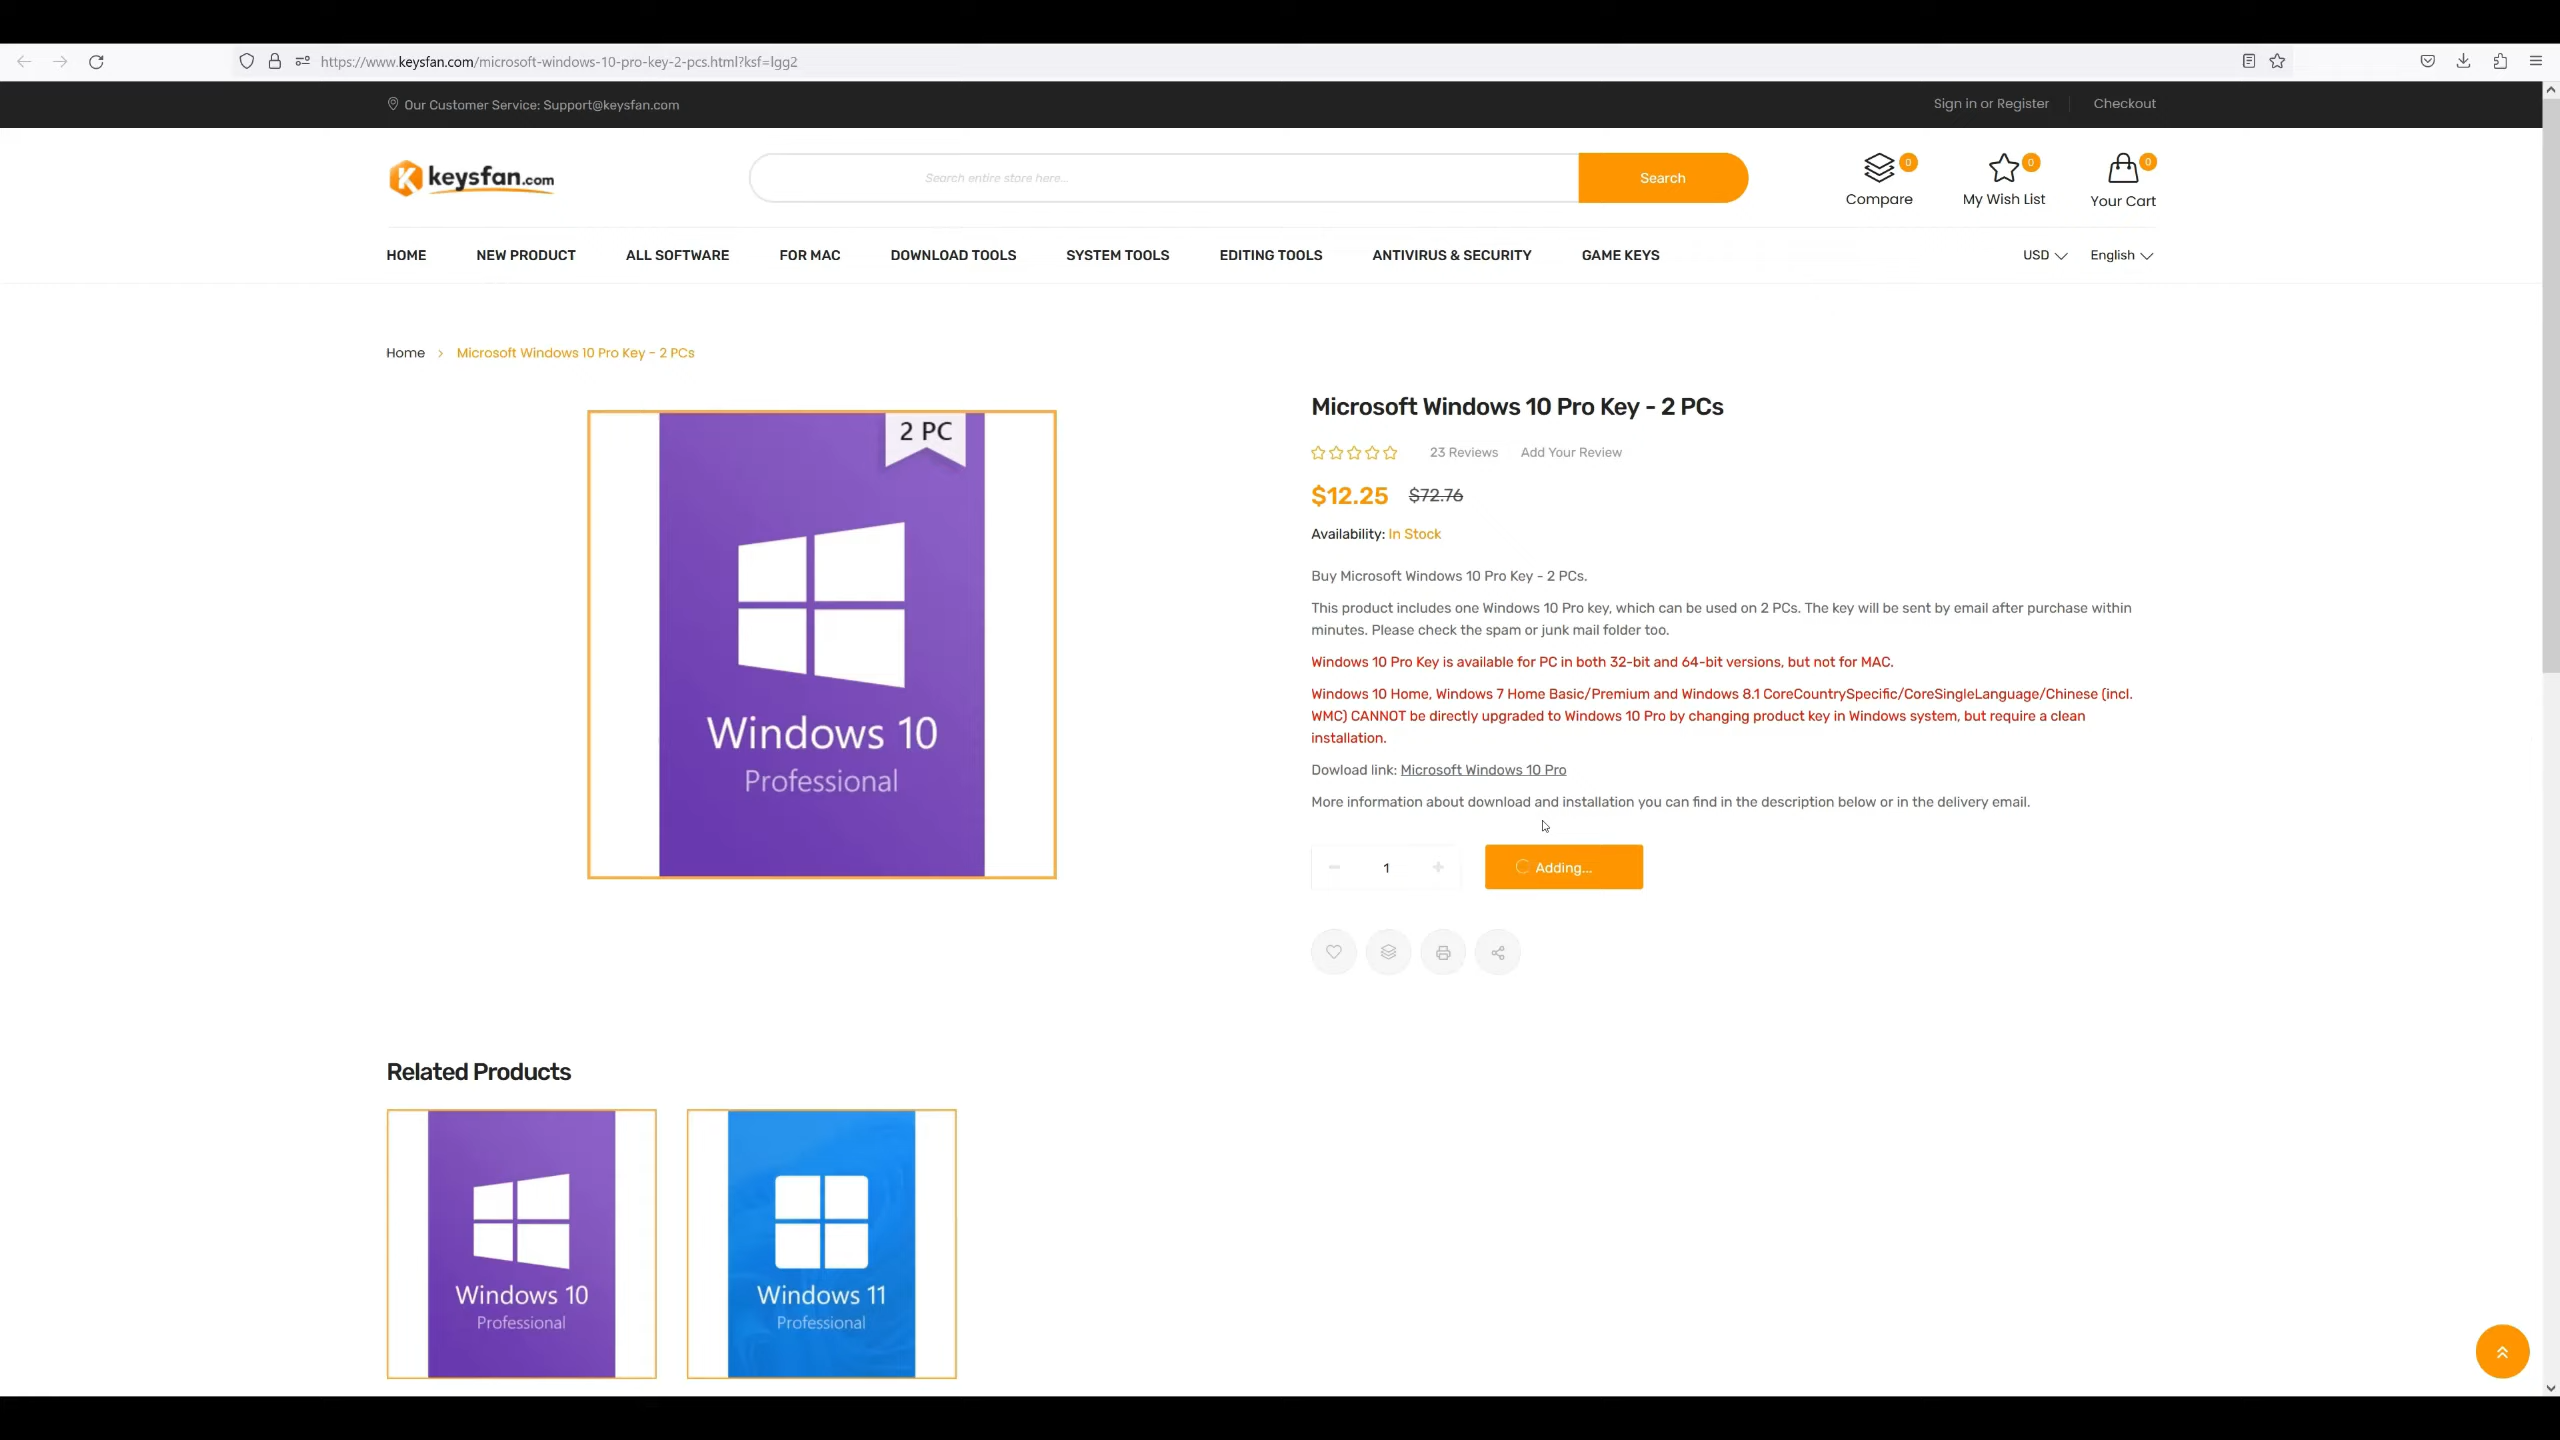 https://www.keysfan.com/microsoft-windows-10-pro-key-2-pcs.html?ksf=lgg2
Our Customer Service: Support@keysfan.com
Sign in or Register
Checkout
keysfan.com
Search entire store here...
Search
0
Compare
0
My Wish List
0
Your Cart
HOME
NEW PRODUCT
ALL SOFTWARE
FOR MAC
DOWNLOAD TOOLS
SYSTEM TOOLS
EDITING TOOLS
ANTIVIRUS & SECURITY
GAME KEYS
USD
English
Home > Microsoft Windows 10 Pro Key - 2 PCs
2 PC
Windows 10
Professional
Microsoft Windows 10 Pro Key - 2 PCs
23 Reviews Add Your Review
$12.25 $72.76
Availability: In Stock
Buy Microsoft Windows 10 Pro Key - 2 PCs.
This product includes one Windows 10 Pro key, which can be used on 2 PCs. The key will be sent by email after purchase within
minutes. Please check the spam or junk mail folder too.
Windows 10 Pro Key is available for PC in both 32-bit and 64-bit versions, but not for MAC.
Windows 10 Home, Windows 7 Home Basic/Premium and Windows 8.1 CoreCountrySpecific/CoreSingleLanguage/Chinese (incl.
WMC) CANNOT be directly upgraded to Windows 10 Pro by changing product key in Windows system, but require a clean
installation.
Dowload link: Microsoft Windows 10 Pro
More information about download and installation you can find in the description below or in the delivery email.
1
Adding...
Related Products
Windows 10
Professional
Windows 11
Professional